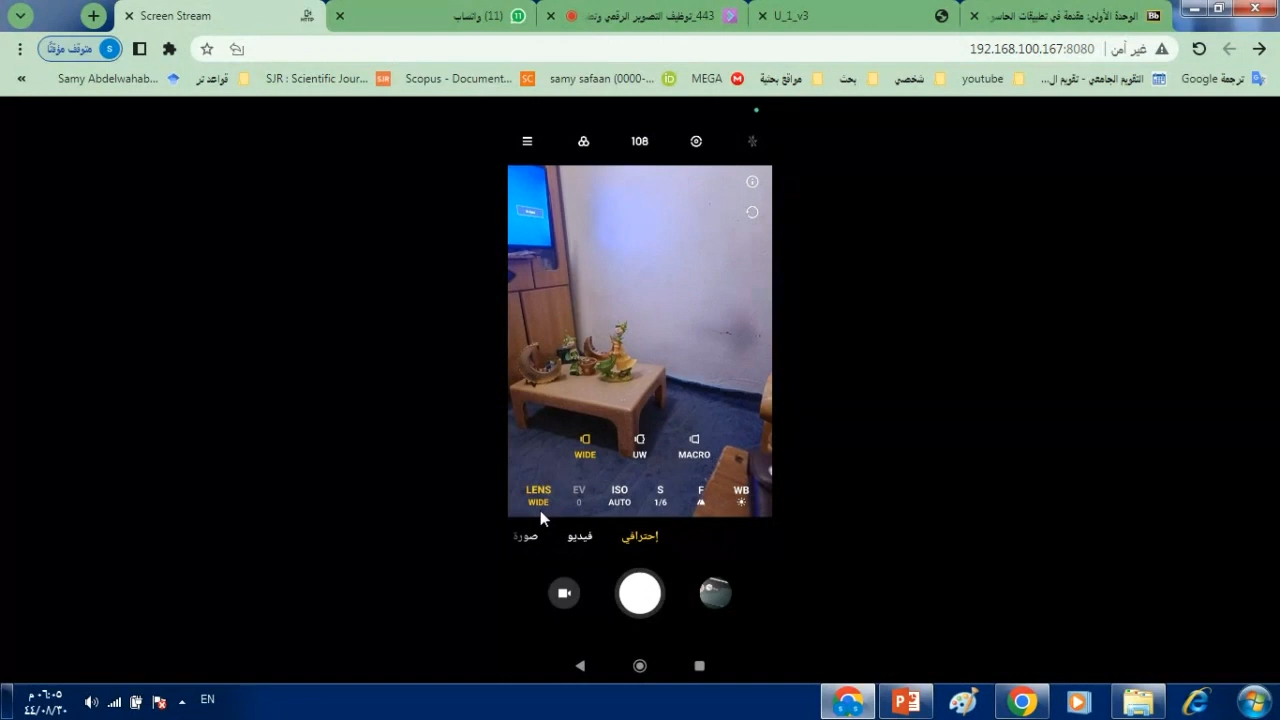 Screen Stream
(11) واتساب
443_توظيف التصوير الرقمي وتص
U_1_v3
الوحدة الأولى: مقدمة في تطبيقات الحاسو
متوقف مؤقتًا
192.168.100.167:8080
غير آمن
Samy Abdelwahab...
قواعد تر
SJR : Scientific Jour...
Scopus - Document...
samy safaan (0000-...
MEGA
مواقع بحثية
بحث
شخصي
youtube
التقويم الجامعي - تقويم ال...
ترجمة Google
108
WIDE
UW
MACRO
LENS
EV
ISO
S
F
WB
WIDE
0
AUTO
1/6
صورة
فيديو
إحترافي
٠٦:٠٥ م
EN
٤٤/٠٨/٣٠